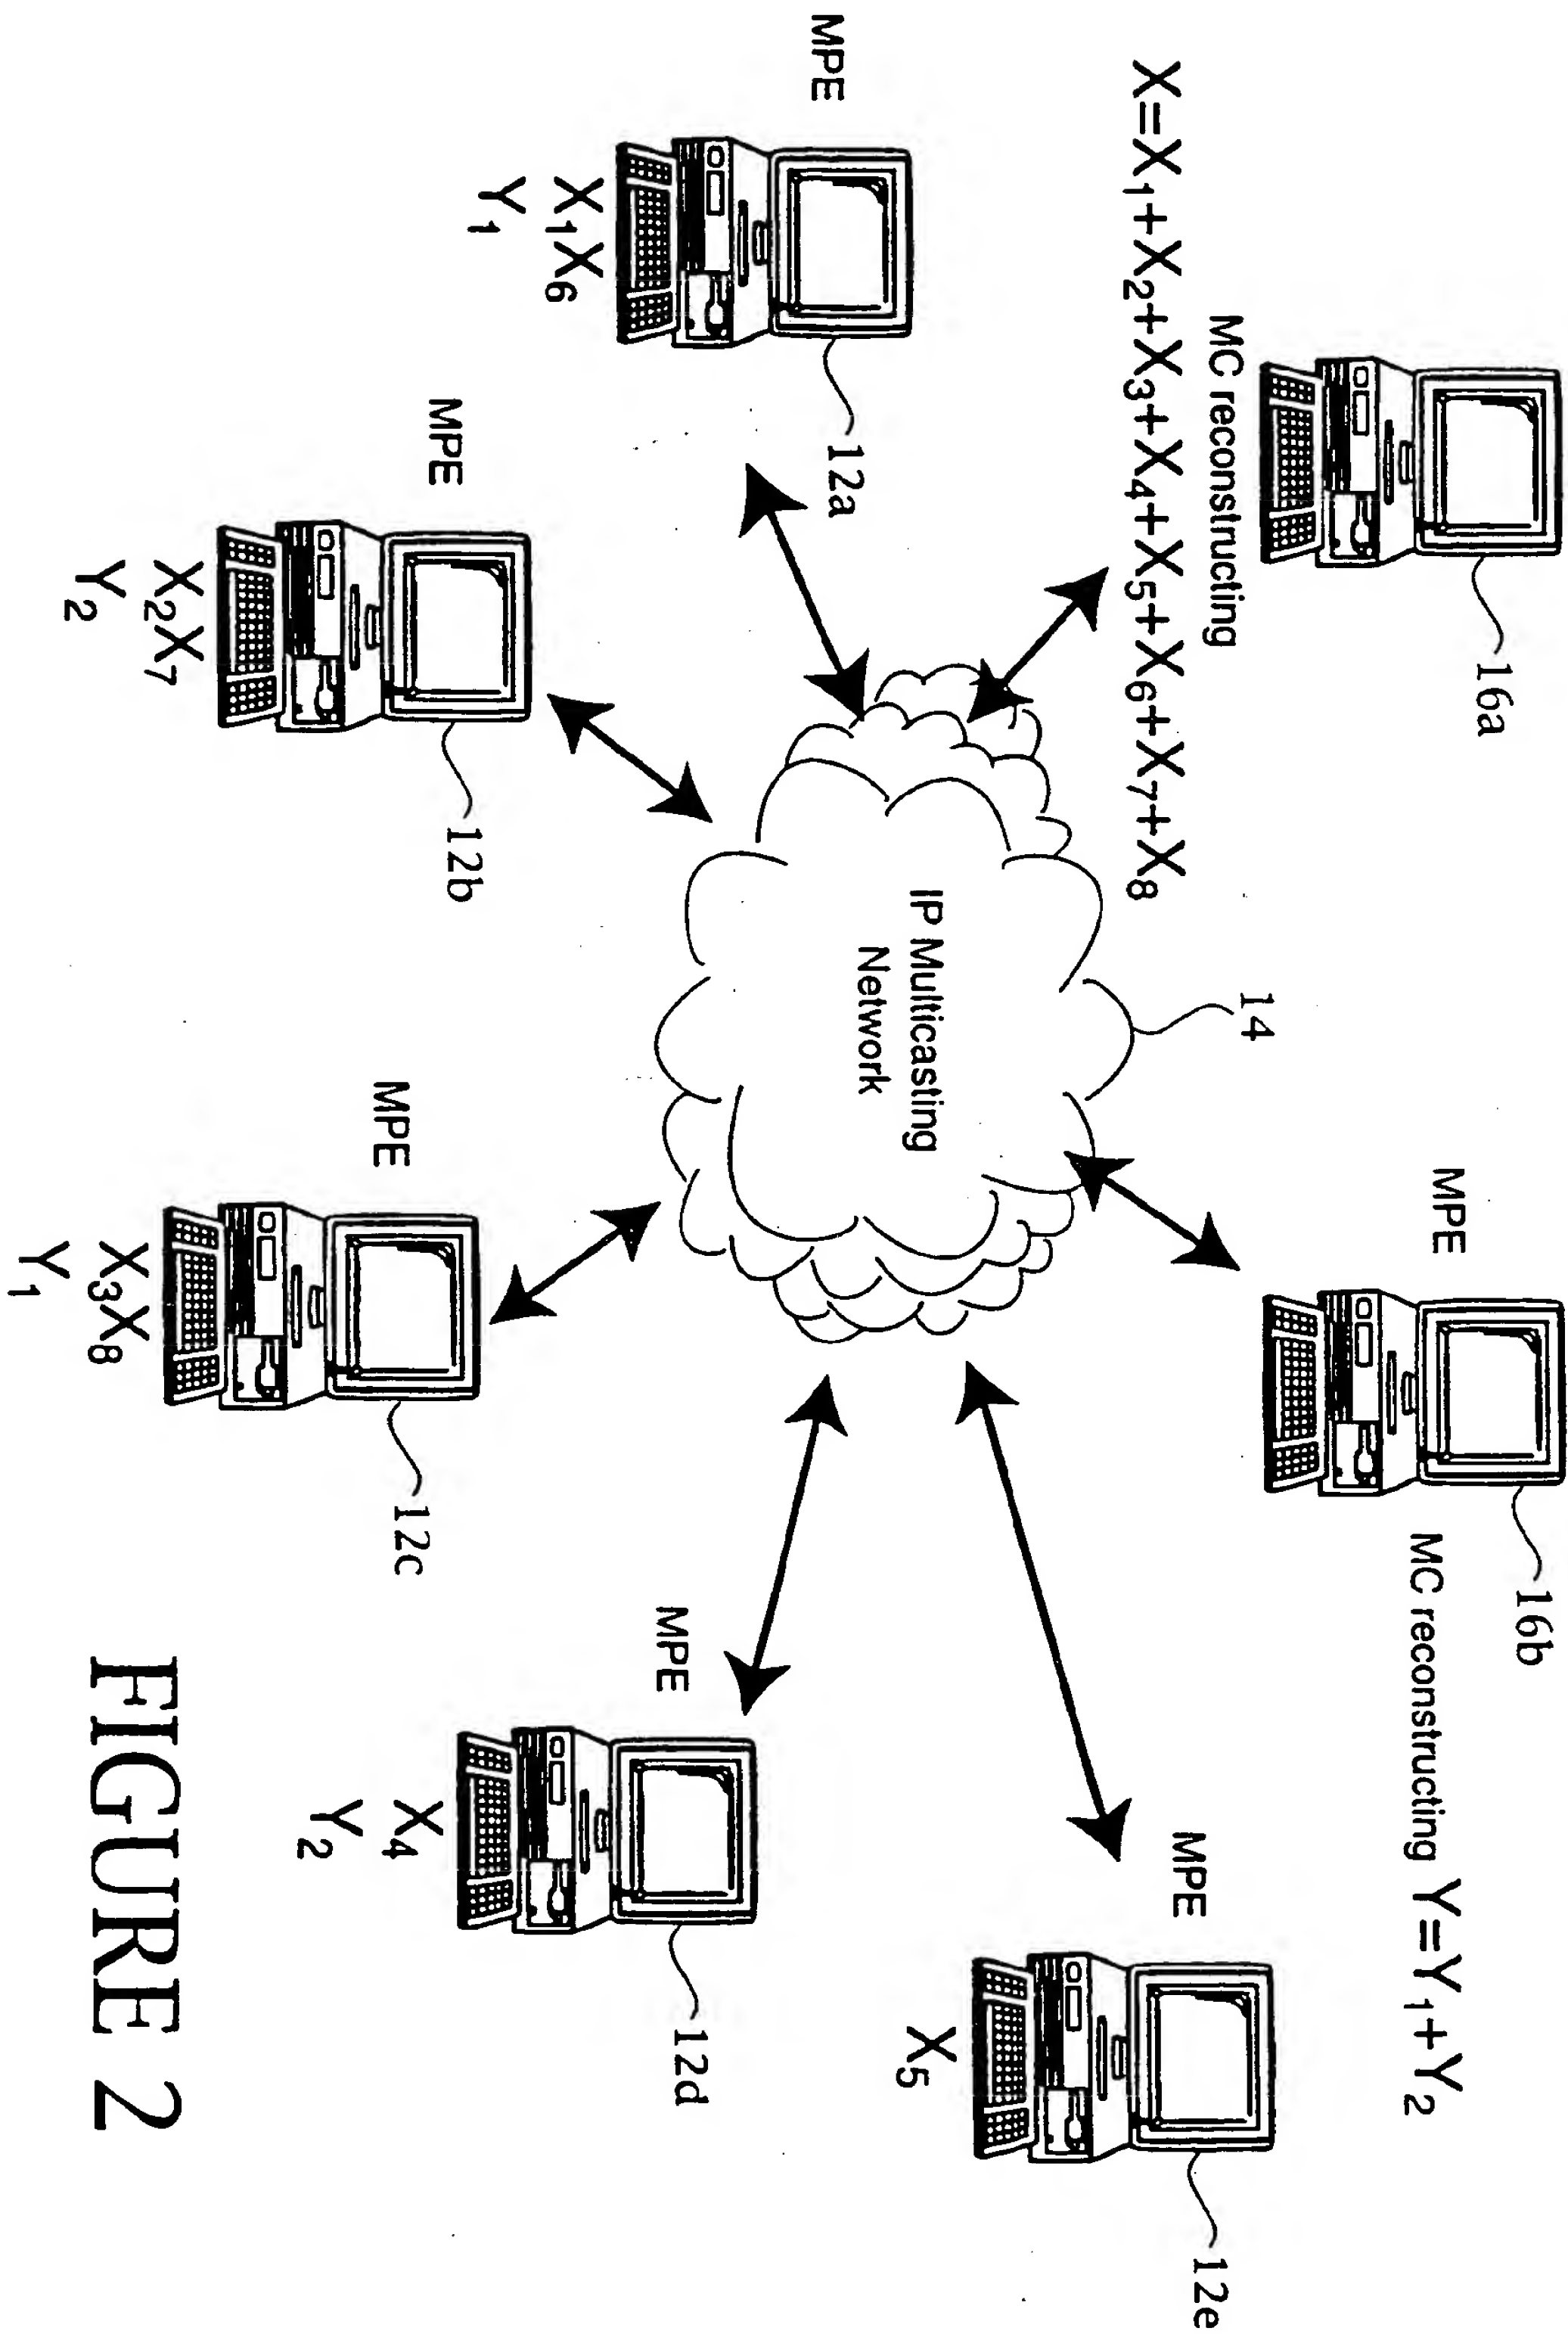 16a
MC reconstructing
X=X1+X2+X3+X4+X5+X6+X7+X8
MPE
16b
MC reconstructing Y=Y1+Y2
14
IP Multicasting
Network
MPE
12a
X1X6
Y1
MPE
12b
X2X7
Y2
MPE
12c
X3X8
Y1
MPE
12d
X4
Y2
MPE
12e
X5
FIGURE 2